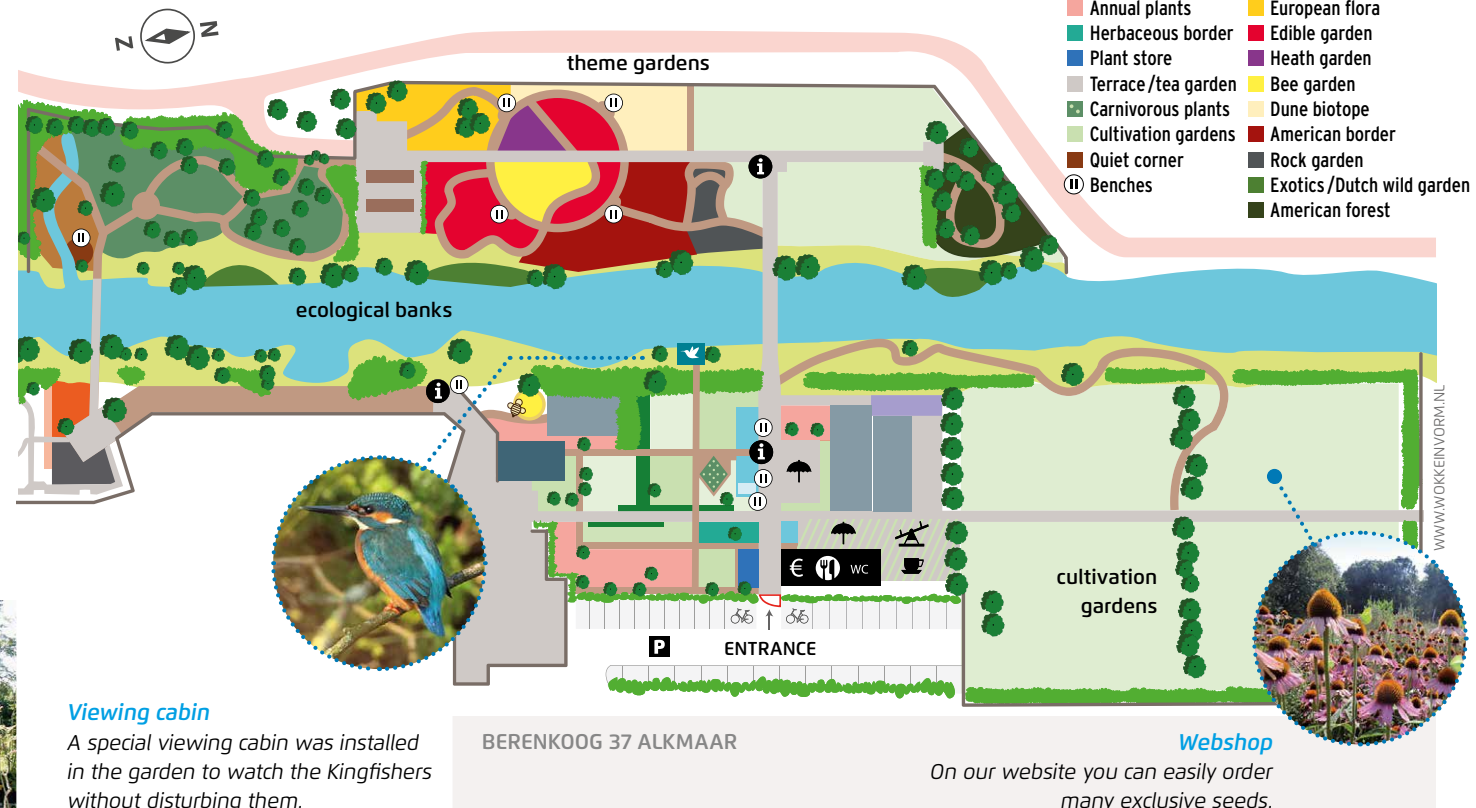 N
Z
theme gardens
Annual plants
Herbaceous border
Plant store
Terrace/tea garden
Carnivorous plants
Cultivation gardens
Quiet corner
Benches
European flora
Edible garden
Heath garden
Bee garden
Dune biotope
American border
Rock garden
Exotics/Dutch wild garden
American forest
i
ecological banks
i
i
€ WC
cultivation
gardens
P
ENTRANCE
WWW.WOKKEINVORM.NL
Viewing cabin
A special viewing cabin was installed
in the garden to watch the Kingfishers
without disturbing them.
BERENKOOG 37 ALKMAAR
Webshop
On our website you can easily order
many exclusive seeds.